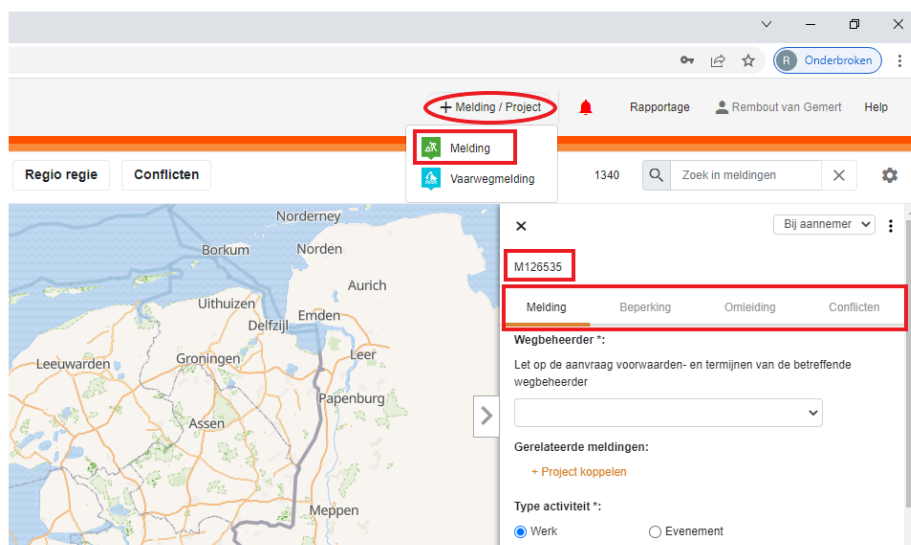 R Onderbroken
+ Melding / Project
Rapportage
Rembout van Gemert
Help
Melding
Vaarwegmelding
Regio regie
Conflicten
1340
Zoek in meldingen
Norderney
Borkum
Norden
Aurich
Uithuizen
Emden
Delfzijl
Leer
Leeuwarden
Groningen
Papenburg
Assen
Meppen
Bij aannemer
M126535
Melding Beperking Omleiding Conflicten
Wegbeheerder *:
Let op de aanvraag voorwaarden- en termijnen van de betreffende
wegbeheerder
Gerelateerde meldingen:
+ Project koppelen
Type activiteit *:
Werk Evenement